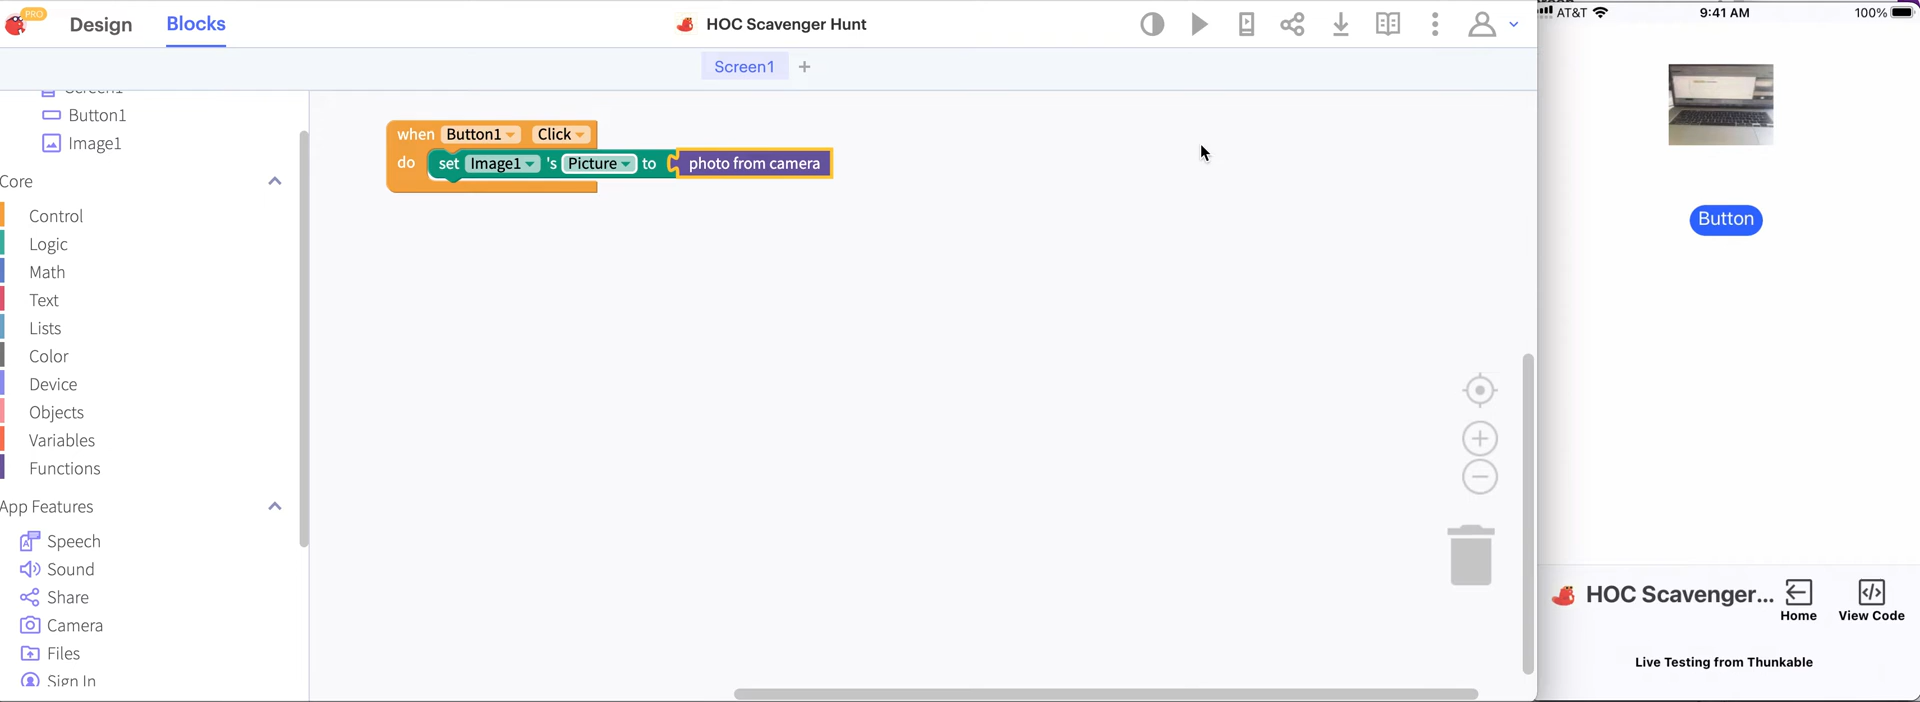 PRO
Design
Blocks
HOC Scavenger Hunt
Screen1 +
Screen1
Button1
Image1
Core
Control
Logic
Math
Text
Lists
Color
Device
Objects
Variables
Functions
App Features
Speech
Sound
Share
Camera
Files
Sign In
when Button1 Click
do set Image1 's Picture to photo from camera
AT&T 9:41 AM 100%
Button
HOC Scavenger...
Home
View Code
Live Testing from Thunkable